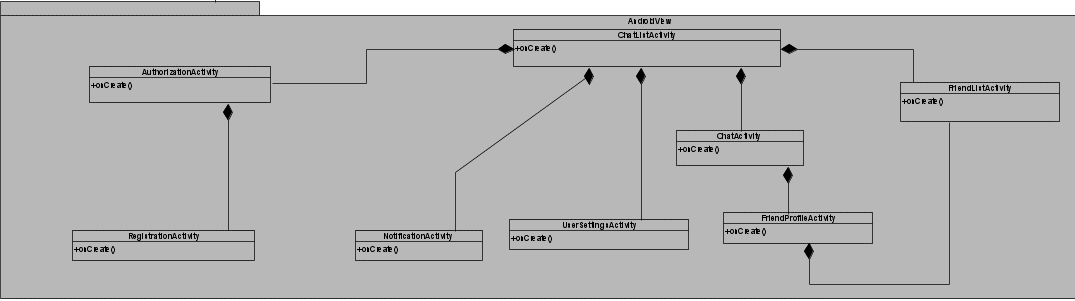 AndroidView
ChatListActivity
+onCreate()
AuthorizationActivity
+onCreate()
FriendListActivity
+onCreate()
ChatActivity
+onCreate()
FriendProfileActivity
+onCreate()
UserSettingsActivity
+onCreate()
RegistrationActivity
+onCreate()
NotificationActivity
+onCreate()